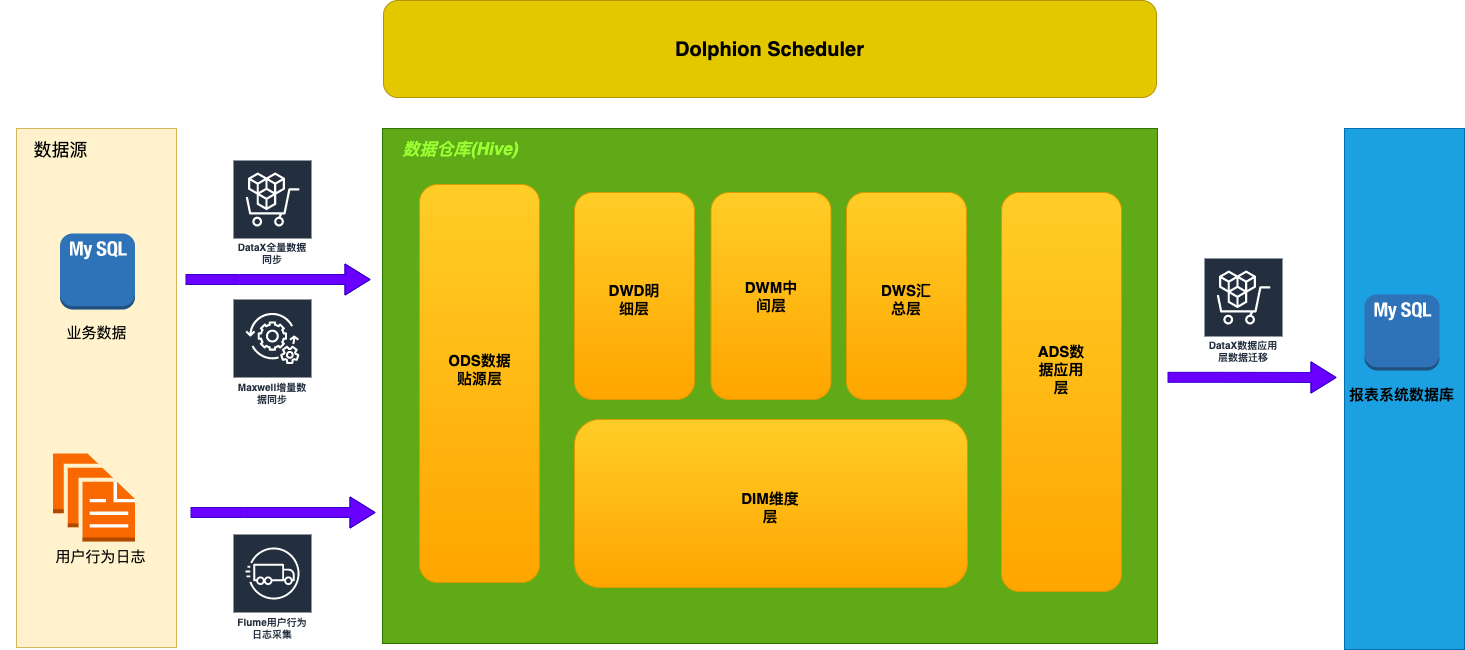 Dolphion Scheduler
数据源
My SQL
业务数据
用户行为日志
DataX全量数据
同步
Maxwell增量数
据同步
Flume用户行为
日志采集
数据仓库(Hive)
ODS数据
贴源层
DWD明
细层
DWM中
间层
DWS汇
总层
DIM维度
层
ADS数
据应用
层
DataX数据应用
层数据迁移
My SQL
报表系统数据库